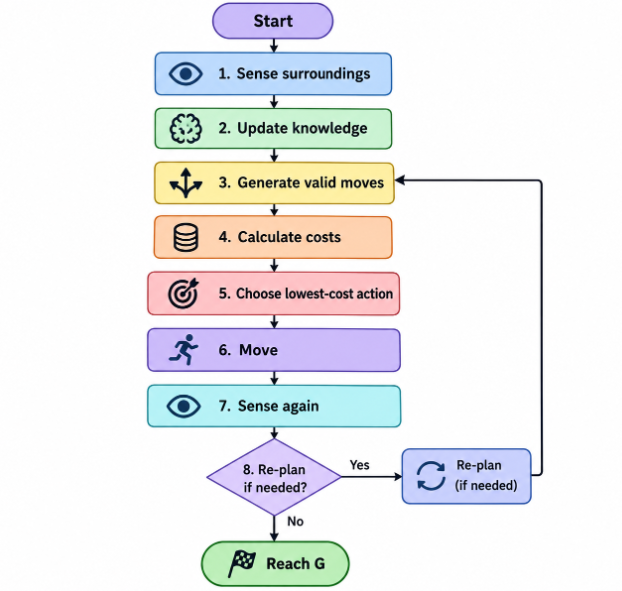 Start
1. Sense surroundings
2. Update knowledge
3. Generate valid moves
4. Calculate costs
5. Choose lowest-cost action
6. Move
7. Sense again
8. Re-plan
if needed?
Yes
Re-plan
(if needed)
No
Reach G